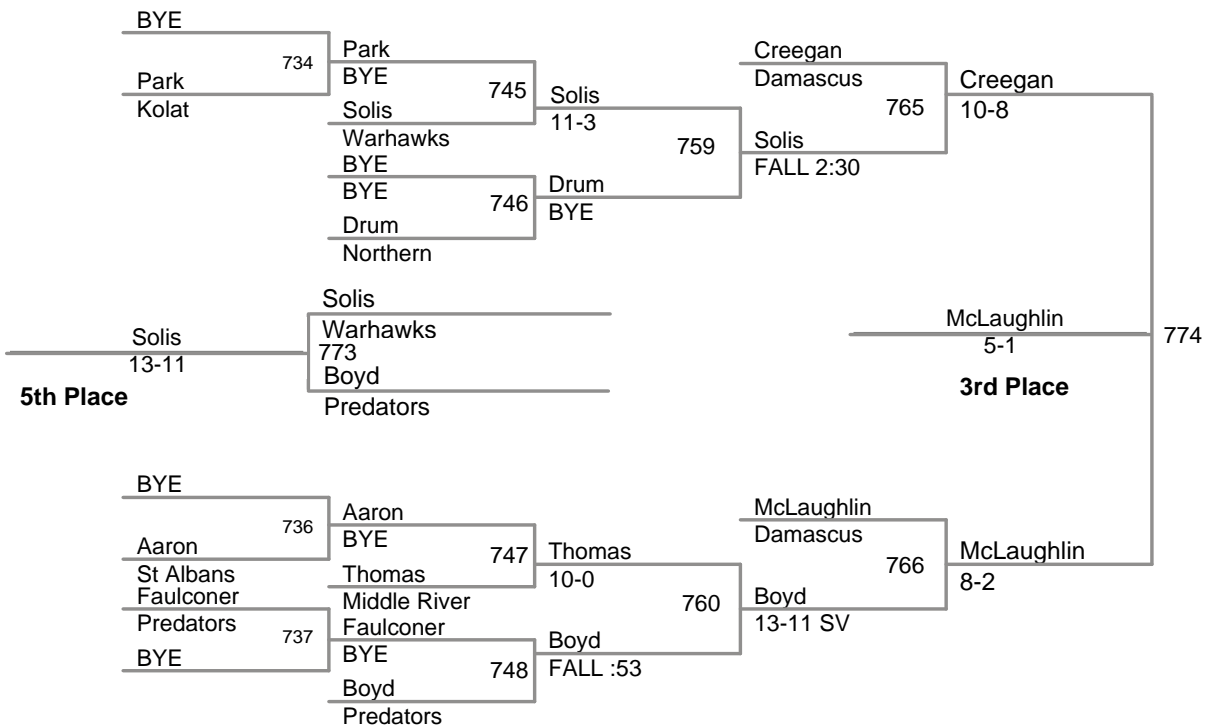 BYE
734
Park
Kolat
Park
BYE
745
Solis
Warhawks
BYE
BYE
746
Drum
Northern
Solis
11-3
759
Drum
BYE
Creegan
Damascus
765
Solis
FALL 2:30
Creegan
10-8
Solis
13-11
5th Place
Solis
Warhawks
773
Boyd
Predators
McLaughlin
5-1
3rd Place
774
BYE
736
Aaron
St Albans
Faulconer
Predators
737
BYE
Aaron
BYE
747
Thomas
Middle River
Faulconer
BYE
748
Boyd
Predators
Thomas
10-0
760
Boyd
FALL :53
McLaughlin
Damascus
766
Boyd
13-11 SV
McLaughlin
8-2